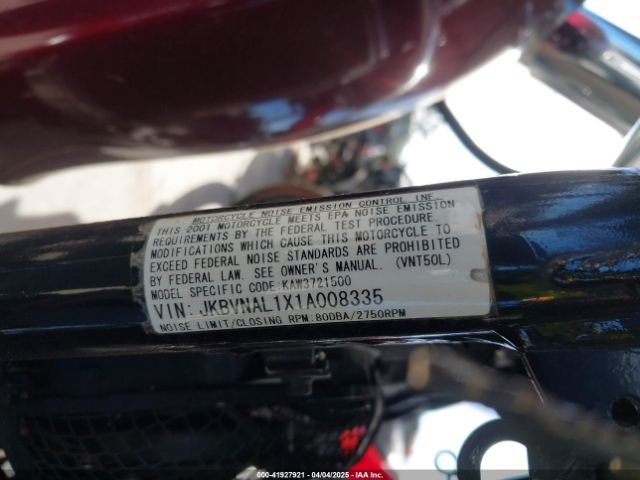 MOTORCYCLE NOISE EMISSION CONTROL INF
THIS 2001 MOTORCYCLE MEETS EPA NOISE EMISSION
REQUIREMENTS BY THE FEDERAL TEST PROCEDURE.
MODIFICATIONS WHICH CAUSE THIS MOTORCYCLE TO
EXCEED FEDERAL NOISE STANDARDS ARE PROHIBITED
BY FEDERAL LAW. SEE OWNER'S MANUAL. (VNT50L)
MODEL SPECIFIC CODE:KAW3721500
VIN: JKBVNAL1X1A008335
NOISE LIMIT/CLOSING RPM:80DBA/2750RPM
000-41927921 - 04/04/2025 - IAA Inc.